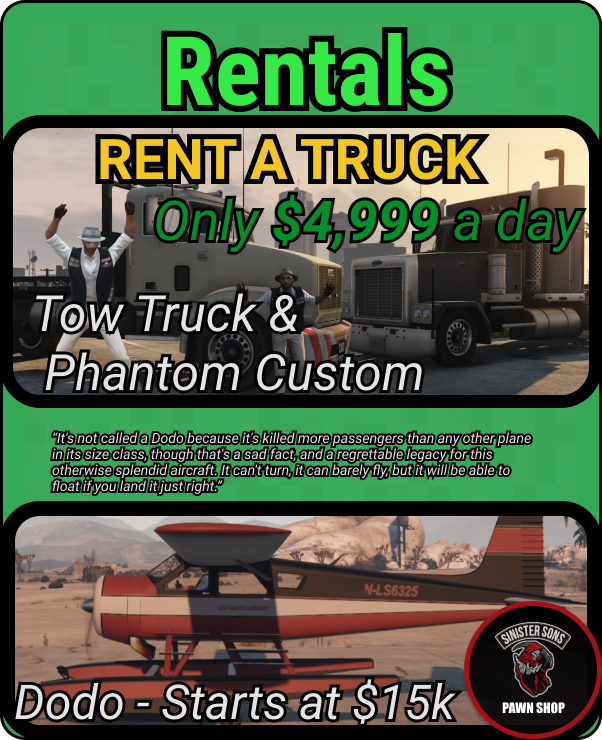 Rentals
RENT A TRUCK
Only $4,999 a day
Tow Truck &
Phantom Custom
“It's not called a Dodo because it's killed more passengers than any other plane
in its size class, though that's a sad fact, and a regrettable legacy for this
otherwise splendid aircraft. It can't turn, it can barely fly, but it will be able to
float if you land it just right.”
N-LS6325
LOS SANTOS AIRWAYS
Dodo - Starts at $15k
SINISTER SONS
PAWN SHOP